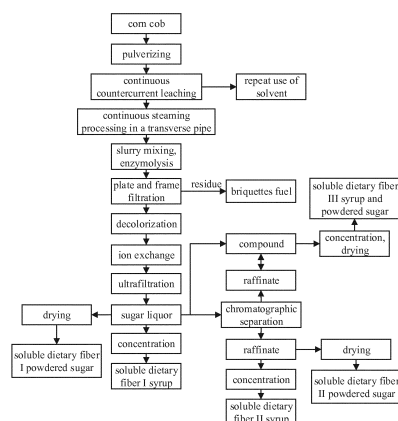 corn cob
pulverizing
continuous
countercurrent leaching
repeat use of
solvent
continuous steaming
processing in a transverse pipe
slurry mixing,
enzymolysis
plate and frame
filtration
residue
briquettes fuel
soluble dietary fiber
III syrup and
powdered sugar
decolorization
compound
concentration,
drying
ion exchange
raffinate
ultrafiltration
drying
sugar liquor
chromatographic
separation
soluble dietary fiber
I powdered sugar
concentration
soluble dietary
fiber I syrup
raffinate
drying
concentration
soluble dietary fiber
II powdered sugar
soluble dietary
fiber II syrup